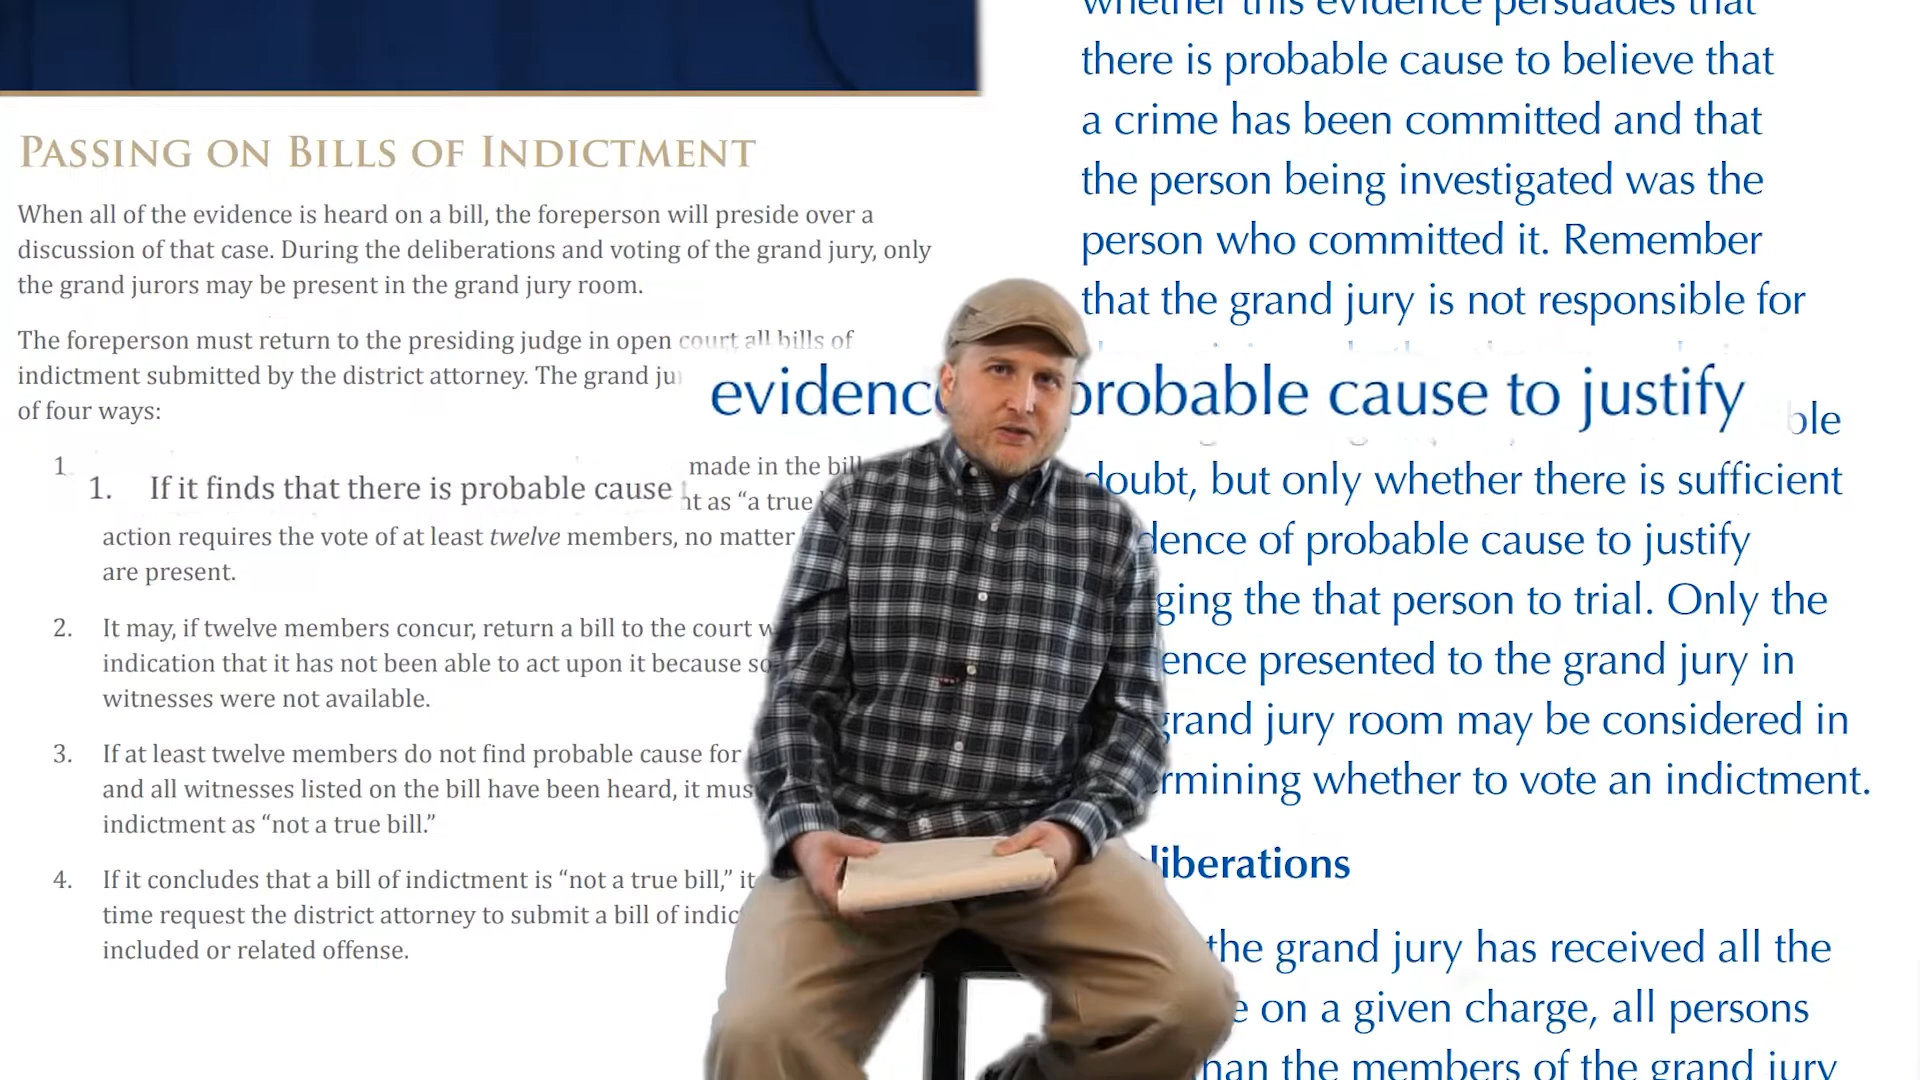 PASSING ON BILLS OF INDICTMENT
When all of the evidence is heard on a bill, the foreperson will preside over a
discussion of that case. During the deliberations and voting of the grand jury, only
the grand jurors may be present in the grand jury room.
The foreperson must return to the presiding judge in open court all bills of
indictment submitted by the district attorney. The grand
of four ways:
1. made in the bill
1. If it finds that there is probable cause
as “a true
action requires the vote of at least twelve members, no matter
are present.
2. It may, if twelve members concur, return a bill to the court
indication that it has not been able to act upon it because
witnesses were not available.
3. If at least twelve members do not find probable cause for
and all witnesses listed on the bill have been heard, it
indictment as “not a true bill.”
4. If it concludes that a bill of indictment is “not a true bill,” it
time request the district attorney to submit a bill of
included or related offense.
whether this evidence persuades that
there is probable cause to believe that
a crime has been committed and that
the person being investigated was the
person who committed it. Remember
that the grand jury is not responsible for
probable cause to justify
doubt, but only whether there is sufficient
of probable cause to justify
the that person to trial. Only the
presented to the grand jury in
grand jury room may be considered in
whether to vote an indictment.
the grand jury has received all the
on a given charge, all persons
the members of the grand jury